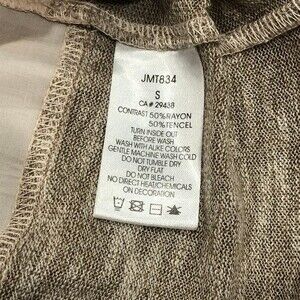 JMT834
S
CA# 29438
CONTRAST 50%RAYON
50%TENCEL
TURN INSIDE OUT
BEFORE WASH
WASH WITH ALIKE COLORS
GENTLE MACHINE WASH COLD
DO NOT TUMBLE DRY
DRY FLAT
DO NOT BLEACH
NO DIRECT HEAT/CHEMICALS
ON DECORATION